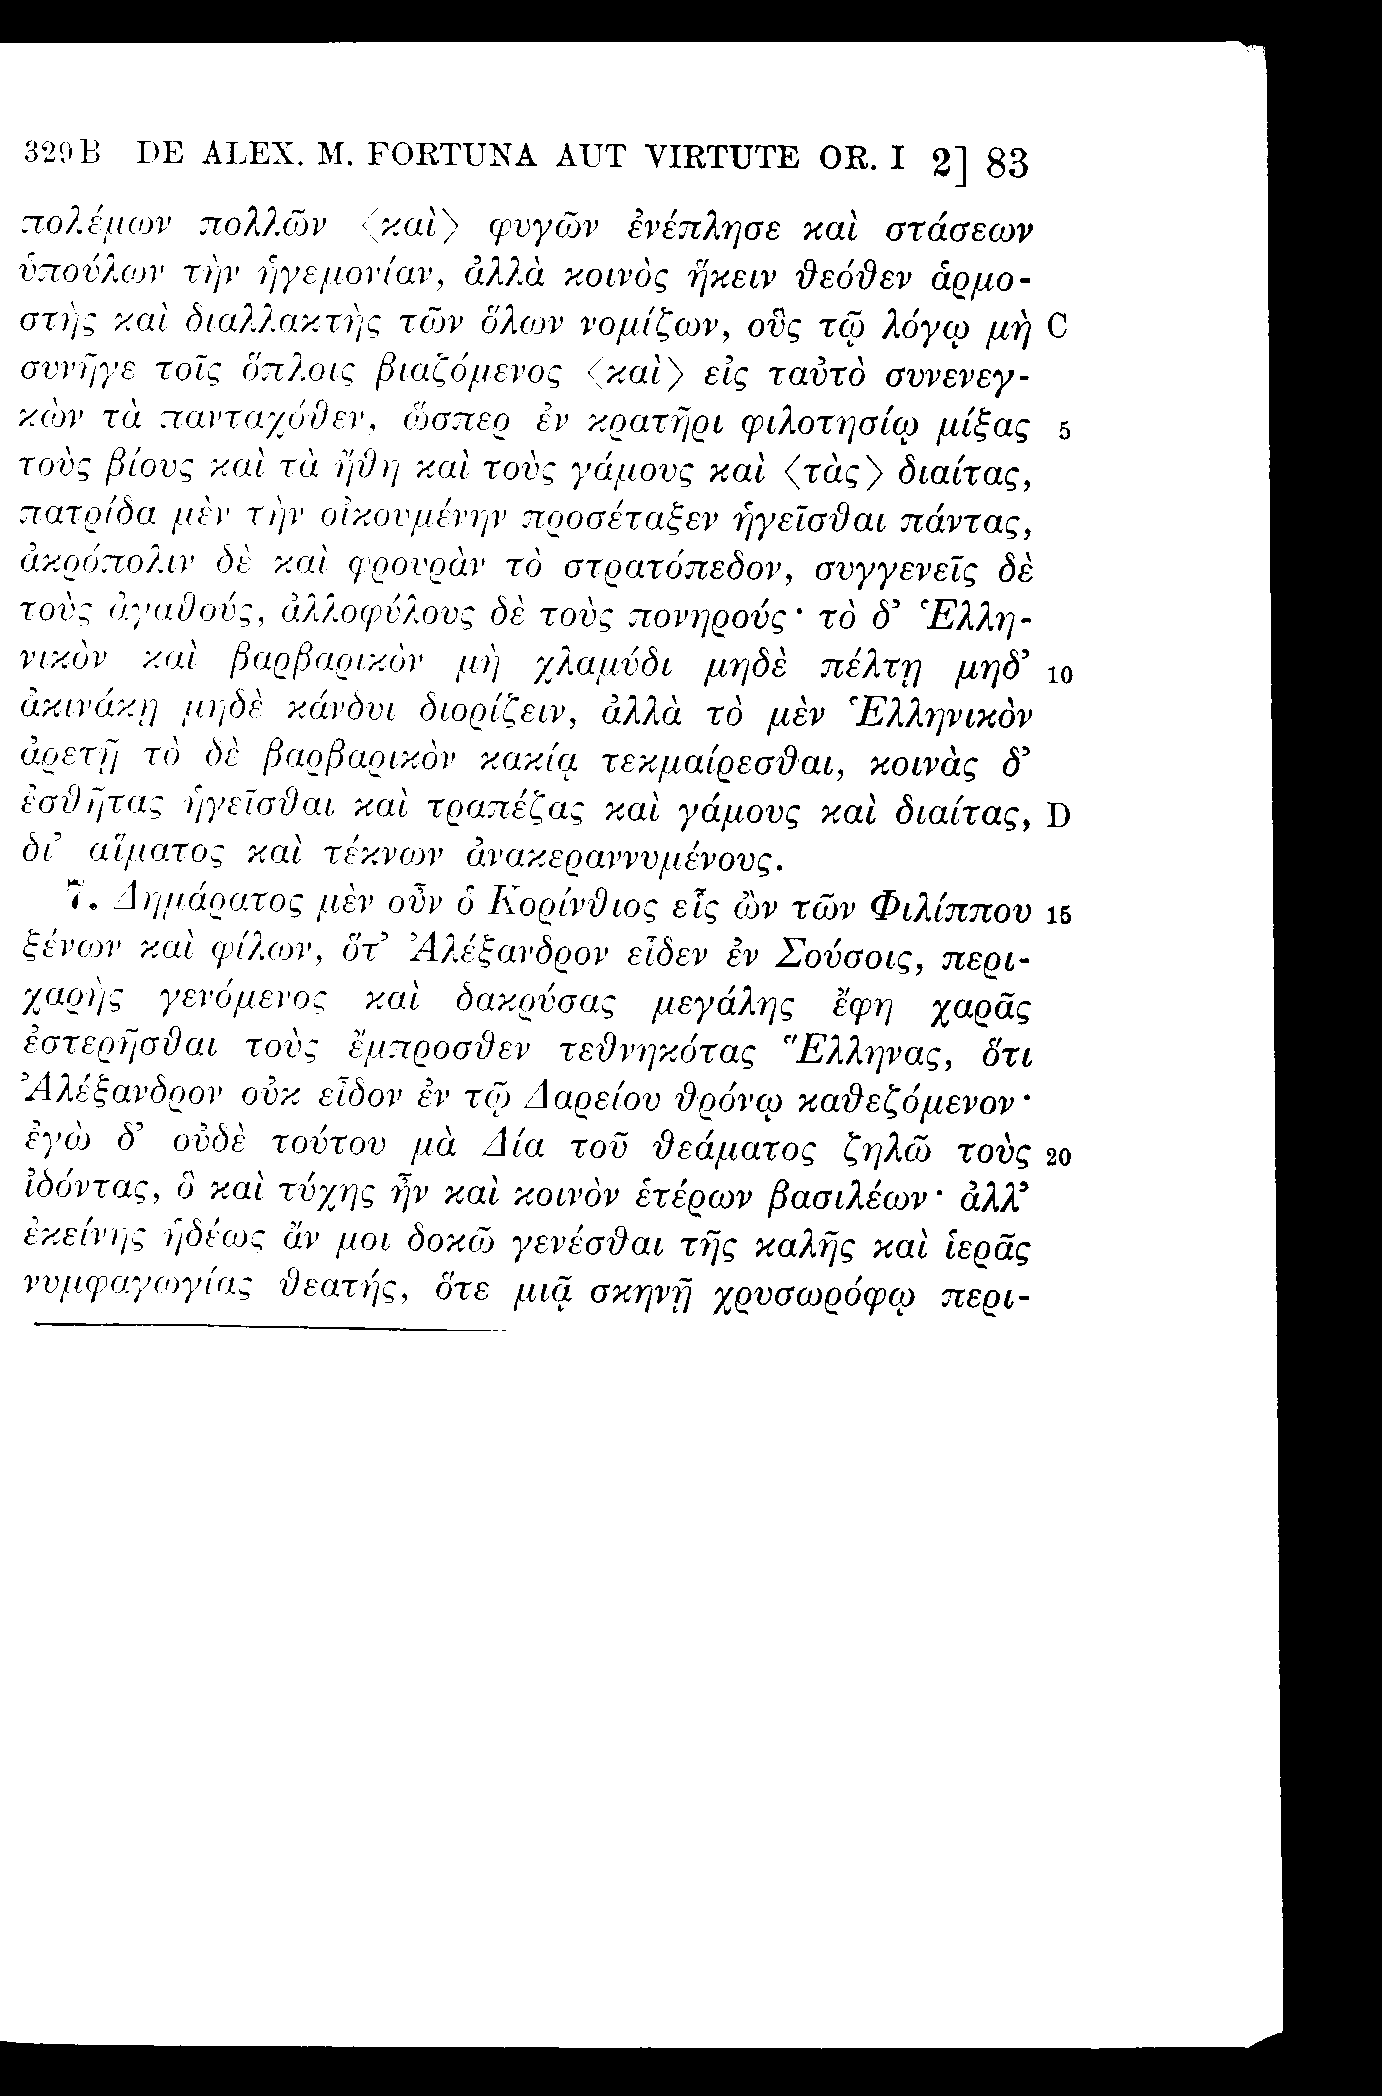 329B DE ALEX. M. FORTUNA AUT VIRTUTE OR. I 2] 83
πολέμων πολλῶν ⟨καὶ⟩ φυγῶν ἐνέπλησε καὶ στάσεων
ὑπούλων τὴν ἡγεμονίαν, ἀλλὰ κοινὸς ἥκειν θεόθεν ἁρμο-
στὴς καὶ διαλλακτὴς τῶν ὅλων νομίζων, οὓς τῷ λόγῳ μὴ C
συνῆγε τοῖς ὅπλοις βιαζόμενος ⟨καὶ⟩ εἰς ταὐτὸ συνενεγ-
κὼν τὰ πανταχόθεν, ὥσπερ ἐν κρατῆρι φιλοτησίῳ μίξας 5
τοὺς βίους καὶ τὰ ἤθη καὶ τοὺς γάμους καὶ ⟨τὰς⟩ διαίτας,
πατρίδα μὲν τὴν οἰκουμένην προσέταξεν ἡγεῖσθαι πάντας,
ἀκρόπολιν δὲ καὶ φρουρὰν τὸ στρατόπεδον, συγγενεῖς δὲ
τοὺς ἀγαθούς, ἀλλοφύλους δὲ τοὺς πονηρούς· τὸ δ’ Ἑλλη-
νικὸν καὶ βαρβαρικὸν μὴ χλαμύδι μηδὲ πέλτῃ μηδ’ 10
ἀκινάκῃ μηδὲ κάνδυι διορίζειν, ἀλλὰ τὸ μὲν Ἑλληνικὸν
ἀρετῇ τὸ δὲ βαρβαρικὸν κακίᾳ τεκμαίρεσθαι, κοινὰς δ’
ἐσθῆτας ἡγεῖσθαι καὶ τραπέζας καὶ γάμους καὶ διαίτας, D
δι’ αἵματος καὶ τέκνων ἀνακεραννυμένους.
7. Δημάρατος μὲν οὖν ὁ Κορίνθιος εἷς ὢν τῶν Φιλίππου 15
ξένων καὶ φίλων, ὅτ’ Ἀλέξανδρον εἶδεν ἐν Σούσοις, περι-
χαρὴς γενόμενος καὶ δακρύσας μεγάλης ἔφη χαρᾶς
ἐστερῆσθαι τοὺς ἔμπροσθεν τεθνηκότας Ἕλληνας, ὅτι
Ἀλέξανδρον οὐκ εἶδον ἐν τῷ Δαρείου θρόνῳ καθεζόμενον·
ἐγὼ δ’ οὐδὲ τούτου μὰ Δία τοῦ θεάματος ζηλῶ τοὺς 20
ἰδόντας, ὃ καὶ τύχης ἦν καὶ κοινὸν ἑτέρων βασιλέων· ἀλλ’
ἐκείνης ἡδέως ἄν μοι δοκῶ γενέσθαι τῆς καλῆς καὶ ἱερᾶς
νυμφαγωγίας θεατής, ὅτε μιᾷ σκηνῇ χρυσωρόφῳ περι-